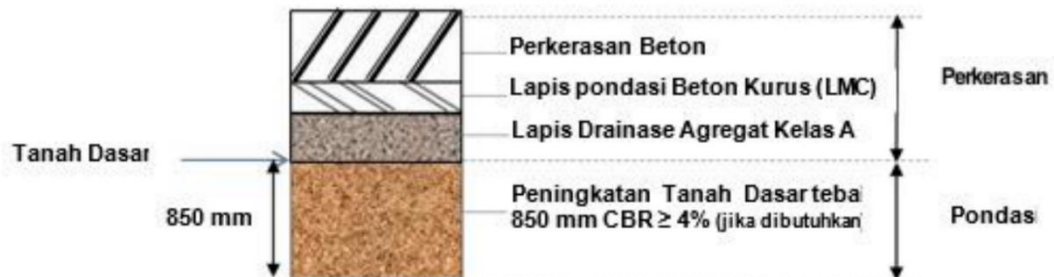 Perkerasan Beton
Lapis pondasi Beton Kurus (LMC)
Perkerasan
Lapis Drainase Agregat Kelas A
Tanah Dasar
850 mm
Peningkatan Tanah Dasar teba
850 mm CBR ≥ 4% (jika dibutuhkan
Pondasi